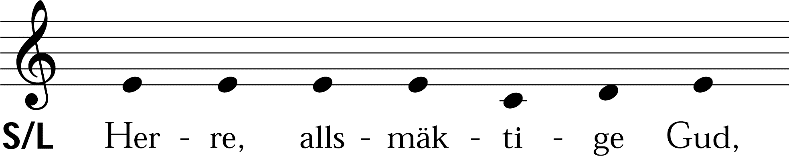 S/L Her - re, alls - mäk - ti - ge Gud,